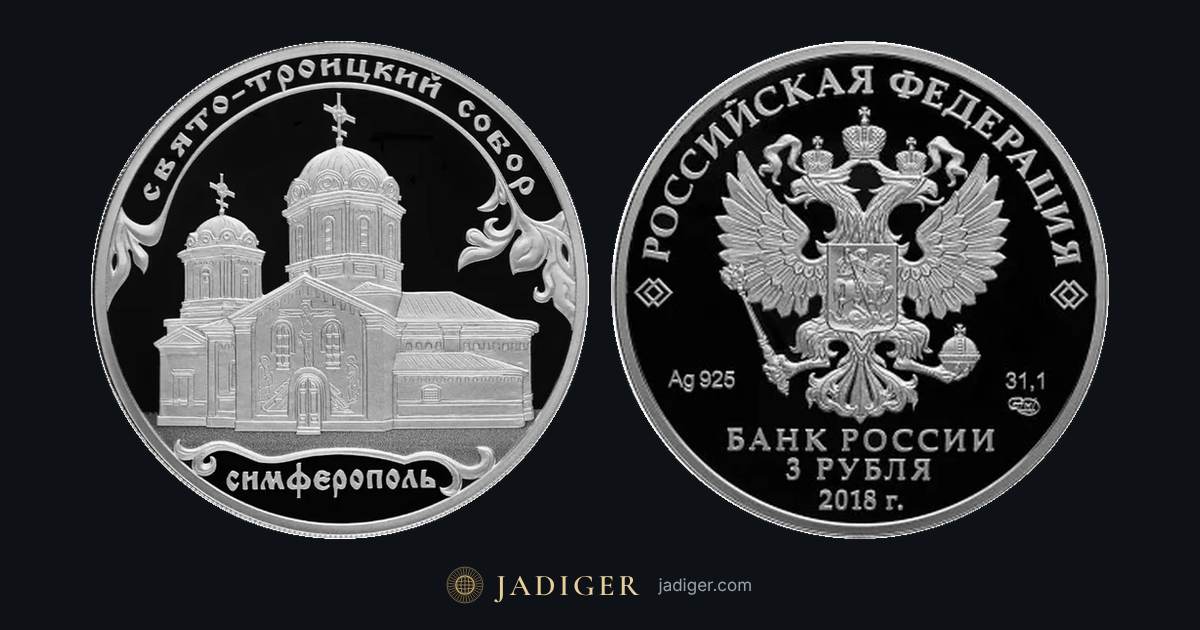 СВЯТО-ТРОИЦКИЙ СОБОР
СИМФЕРОПОЛЬ
РОССИЙСКАЯ ФЕДЕРАЦИЯ
Ag 925
31,1
БАНК РОССИИ
3 РУБЛЯ
2018 г.
JADIGER
jadiger.com